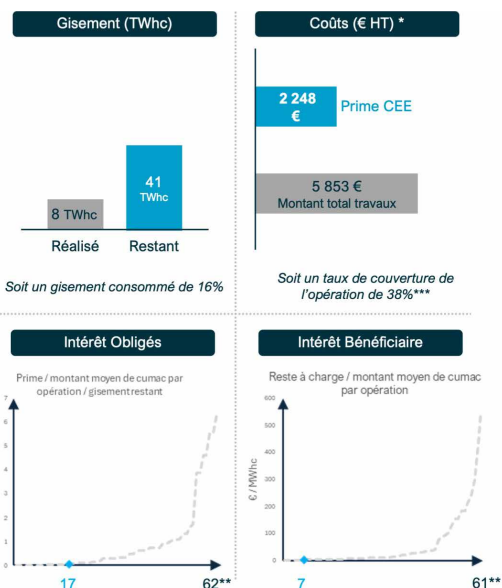 Gisement (TWhc)
41
TWhc
8 TWhc
Réalisé
Restant
Soit un gisement consommé de 16%
Coûts (€ HT) *
2 248
€
Prime CEE
5 853 €
Montant total travaux
Soit un taux de couverture de
l'opération de 38%***
Intérêt Obligés
Prime / montant moyen de cumac par
opération / gisement restant
7
6
5
4
3
2
1
0
17
62**
Intérêt Bénéficiaire
Reste à charge / montant moyen de cumac
par opération
€ / MWhc
600
500
400
300
200
100
0
7
61**